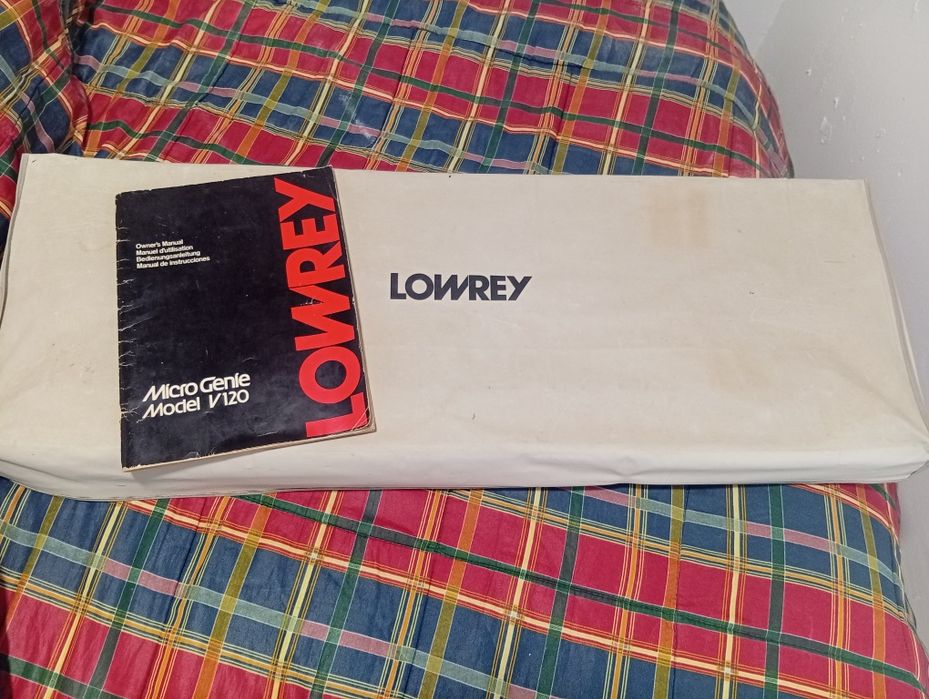 Owner's Manual
Manuel d'utilisation
Bedienungsanleitung
Manual de instrucciones
LOWREY
Micro Genie
Model V120
LOWREY